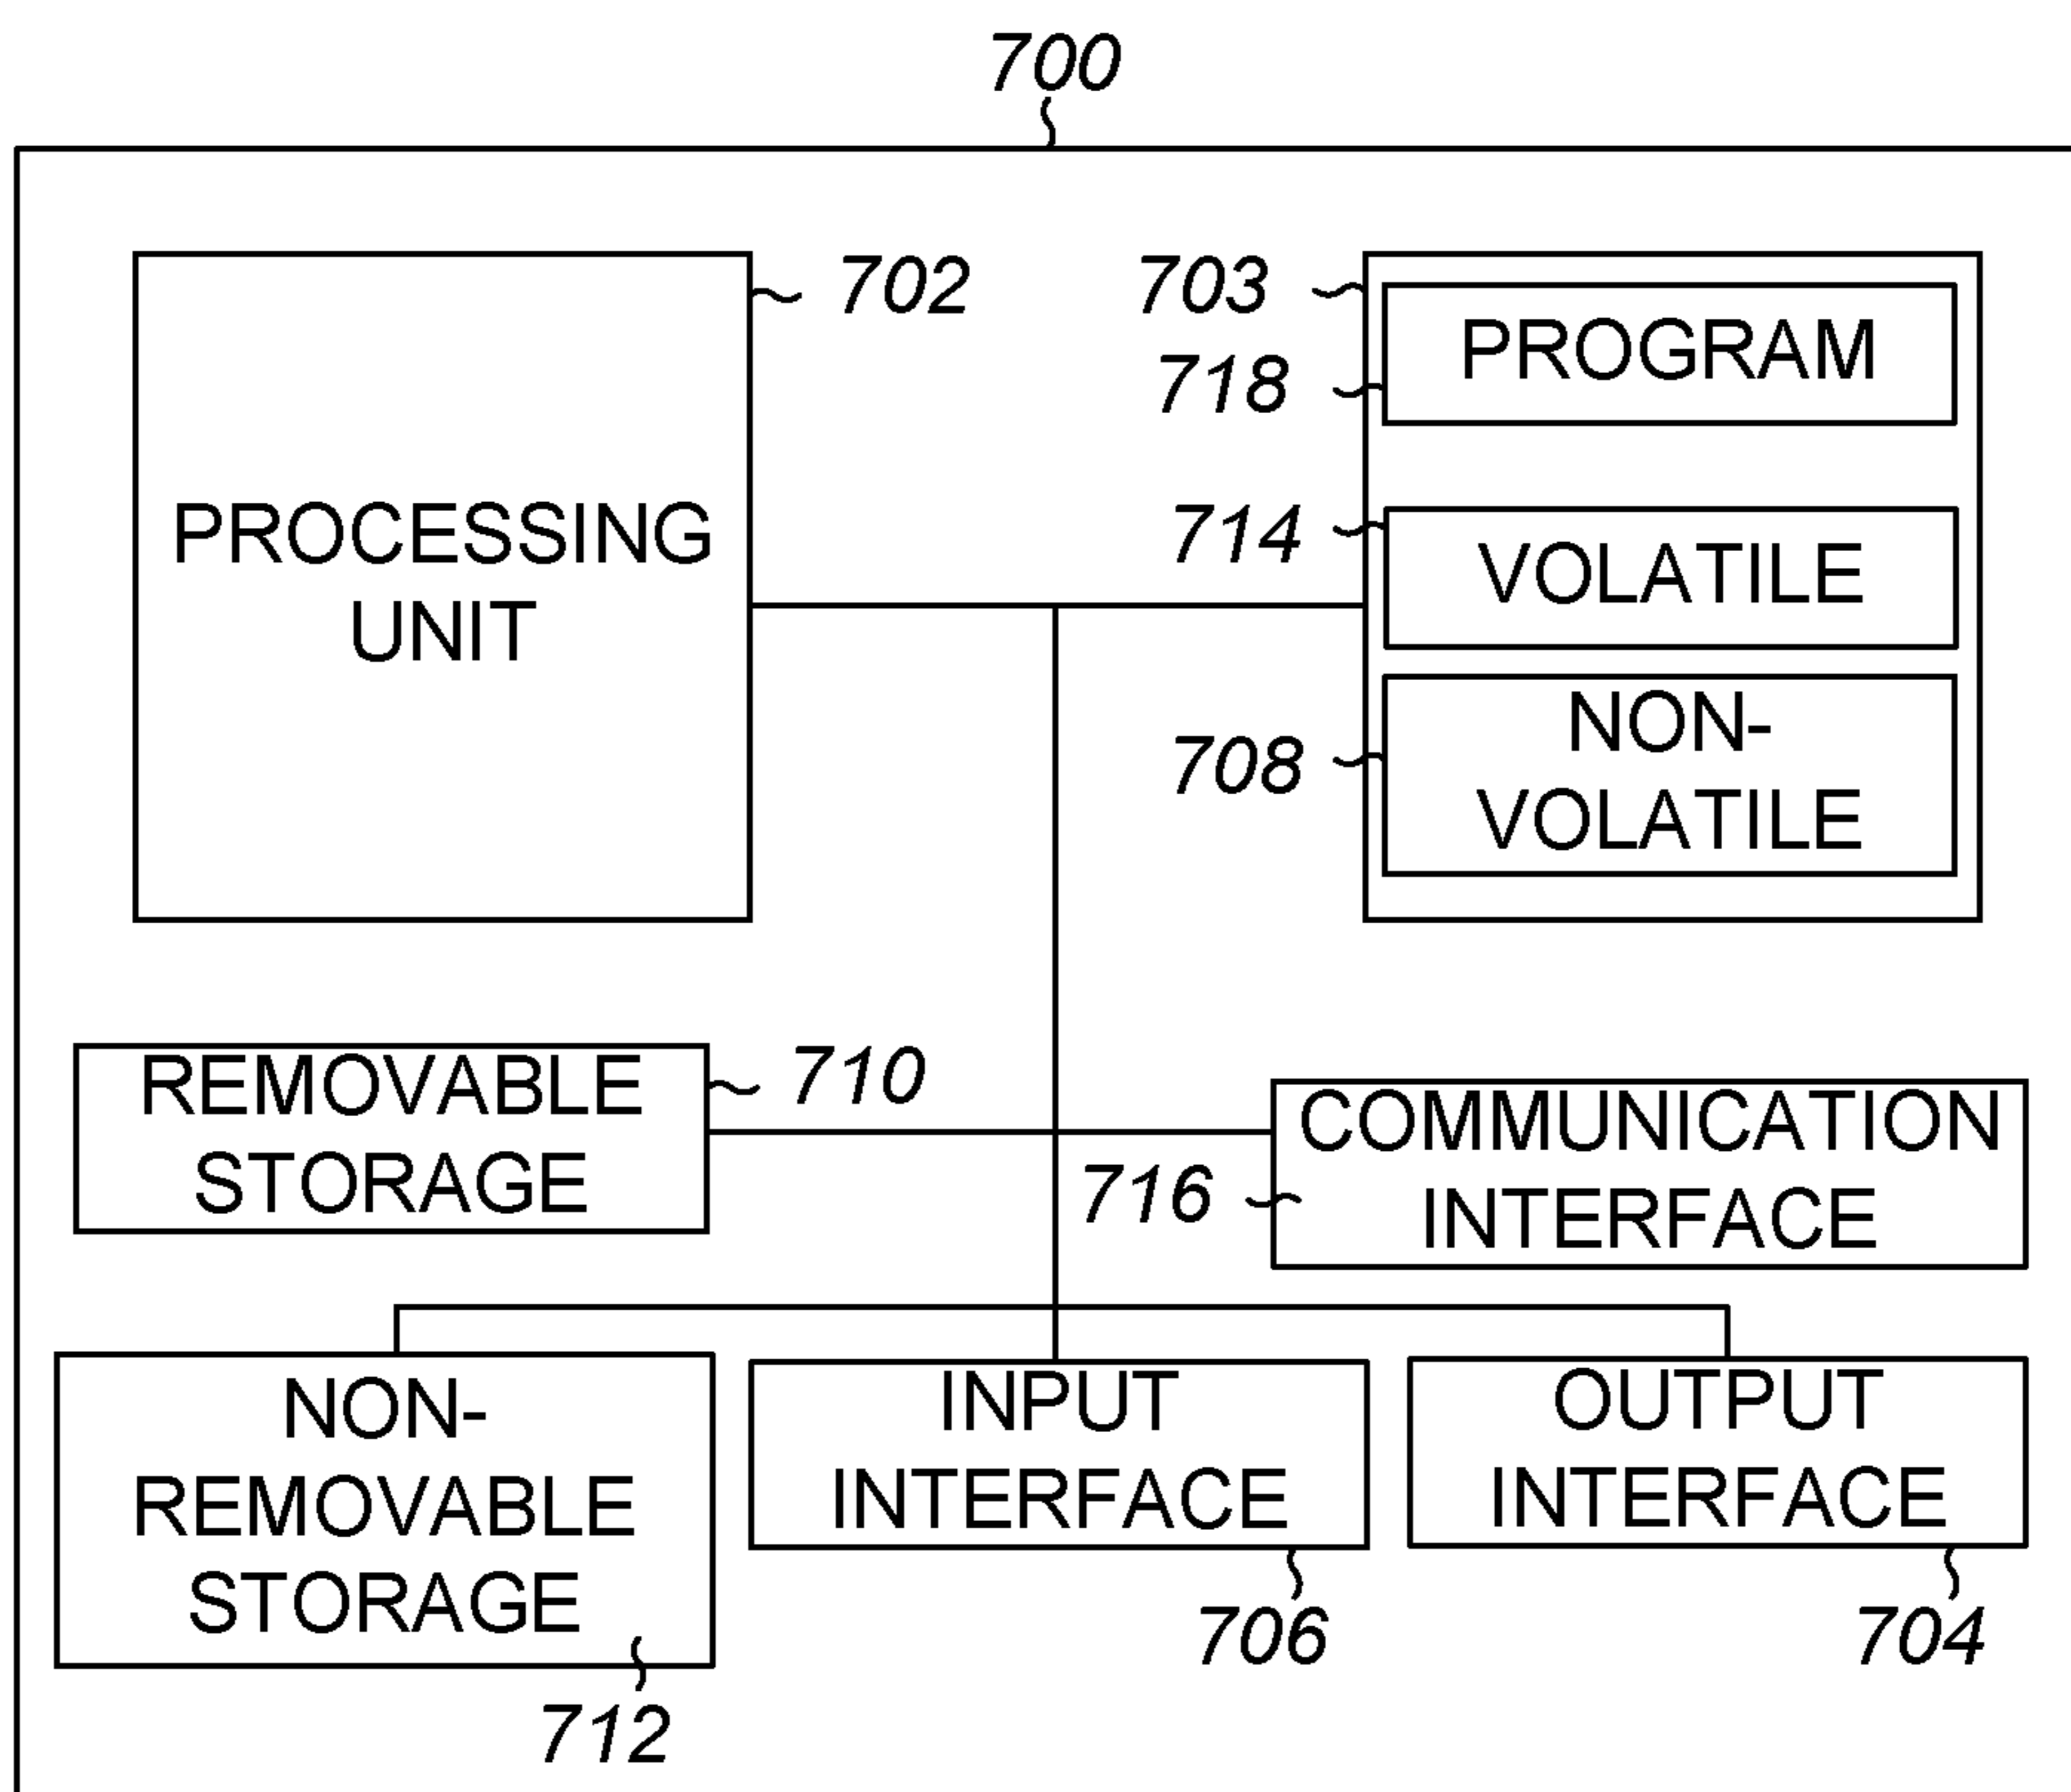 700
702
703
PROGRAM
718
PROCESSING
UNIT
714
VOLATILE
708
NON-
VOLATILE
REMOVABLE
STORAGE
710
COMMUNICATION
INTERFACE
716
NON-
REMOVABLE
STORAGE
712
INPUT
INTERFACE
706
OUTPUT
INTERFACE
704